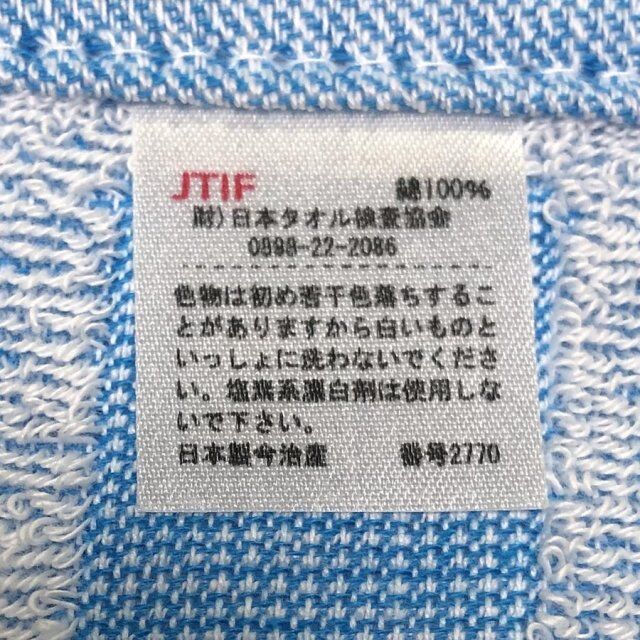 JTIF 綿100%
財)日本タオル検査協会
0898-22-2086
色物は初め若干色落ちするこ
とがありますから白いものと
いっしょに洗わないでくださ
い。塩素系漂白剤は使用しな
いで下さい。
日本製今治産 番号2770